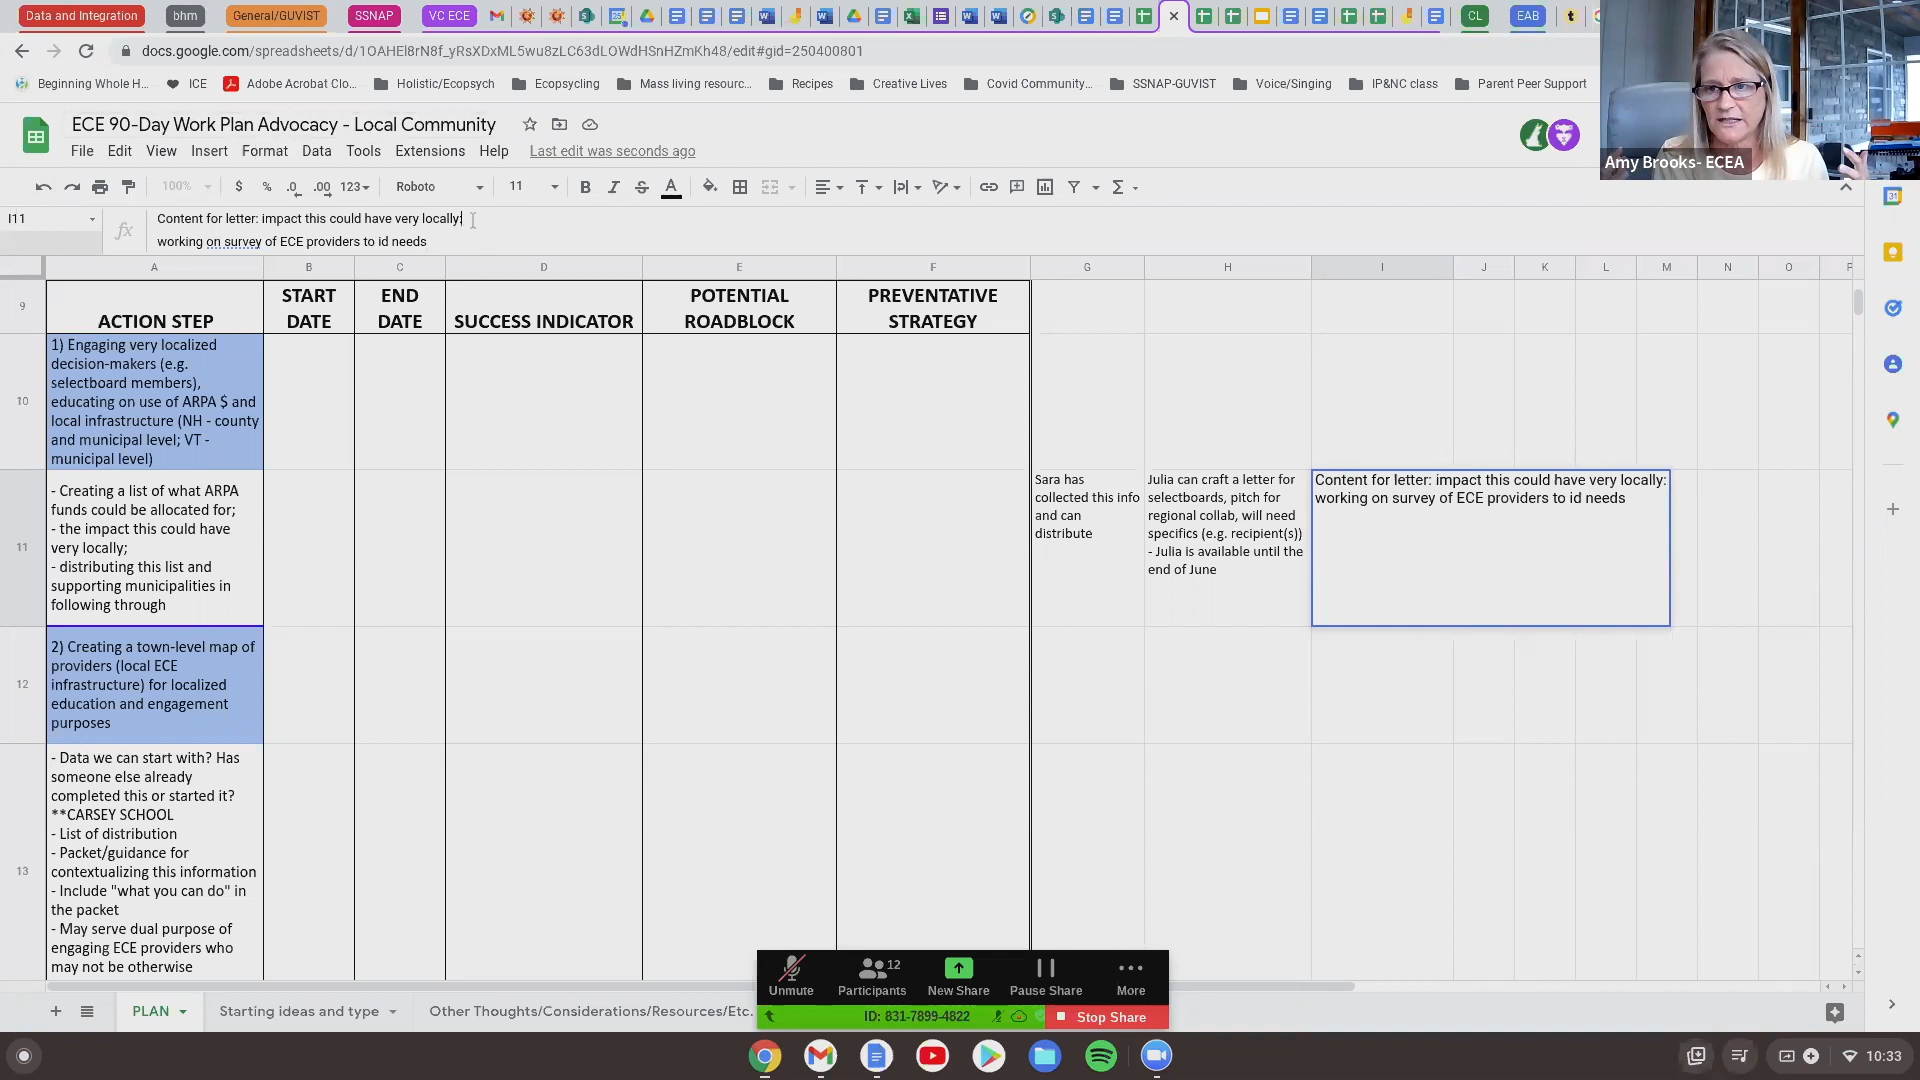 Data and Integration bhm General/GUVIST SSNAP VC ECE CL EAB
docs.google.com/spreadsheets/d/1OAHEl8rN8f_yRsXDxML5wu8zLC63dLOWdHSnHZmKh48/edit#gid=250400801
Beginning Whole H... ICE Adobe Acrobat Clo... Holistic/Ecopsych Ecopsycling Mass living resourc... Recipes Creative Lives Covid Community... SSNAP-GUVIST Voice/Singing IP&NC class Parent Peer Support
ECE 90-Day Work Plan Advocacy - Local Community
File Edit View Insert Format Data Tools Extensions Help Last edit was seconds ago
Amy Brooks- ECEA
100% $ % .0 .00 123 Roboto 11 B I S A
I11
fx
Content for letter: impact this could have very locally:
working on survey of ECE providers to id needs
A B C D E F G H I J K L M N O P
9
ACTION STEP
START
DATE
END
DATE
SUCCESS INDICATOR
POTENTIAL
ROADBLOCK
PREVENTATIVE
STRATEGY
10
1) Engaging very localized
decision-makers (e.g.
selectboard members),
educating on use of ARPA $ and
local infrastructure (NH - county
and municipal level; VT -
municipal level)
11
- Creating a list of what ARPA
funds could be allocated for;
- the impact this could have
very locally;
- distributing this list and
supporting municipalities in
following through
Sara has
collected this info
and can
distribute
Julia can craft a letter for
selectboards, pitch for
regional collab, will need
specifics (e.g. recipient(s))
- Julia is available until the
end of June
Content for letter: impact this could have very locally:
working on survey of ECE providers to id needs
12
2) Creating a town-level map of
providers (local ECE
infrastructure) for localized
education and engagement
purposes
13
- Data we can start with? Has
someone else already
completed this or started it?
**CARSEY SCHOOL
- List of distribution
- Packet/guidance for
contextualizing this information
- Include "what you can do" in
the packet
- May serve dual purpose of
engaging ECE providers who
may not be otherwise
12
Unmute Participants New Share Pause Share More
ID: 831-7899-4822 Stop Share
PLAN Starting ideas and type Other Thoughts/Considerations/Resources/Etc.
10:33